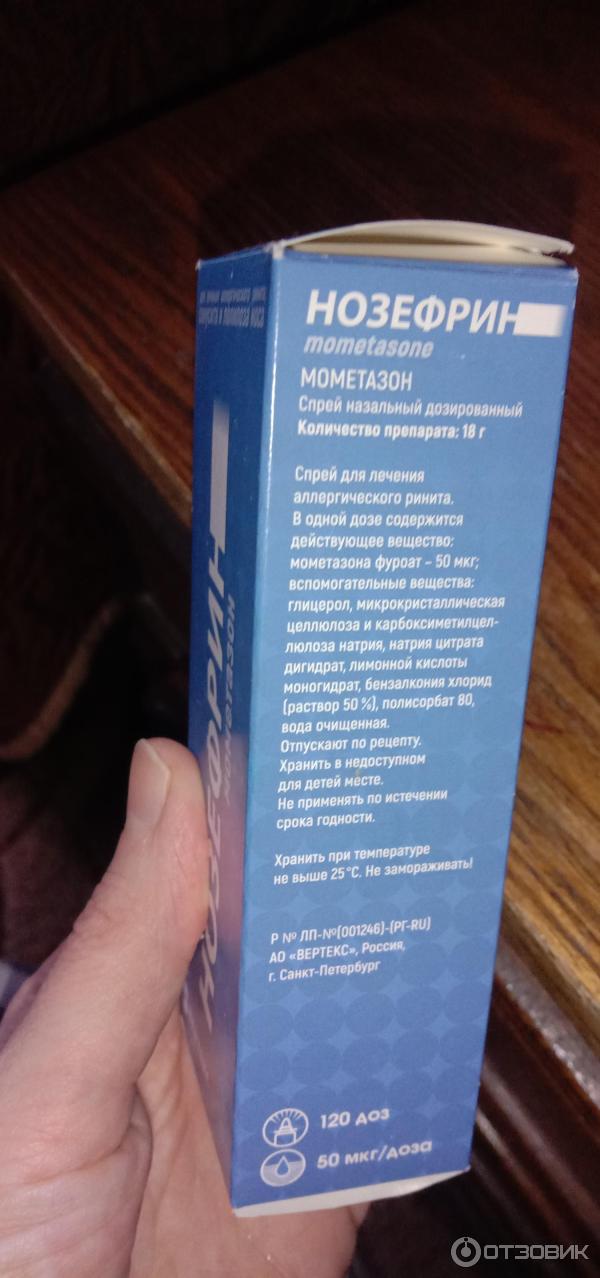 НОЗЕФРИН
mometasone
МОМЕТАЗОН
Спрей назальный дозированный
Количество препарата: 18 г
Спрей для лечения
аллергического ринита.
В одной дозе содержится
действующее вещество:
мометазона фуроат – 50 мкг;
вспомогательные вещества:
глицерол, микрокристаллическая
целлюлоза и карбоксиметилцел-
люлоза натрия, натрия цитрата
дигидрат, лимонной кислоты
моногидрат, бензалкония хлорид
(раствор 50 %), полисорбат 80,
вода очищенная.
Отпускают по рецепту.
Хранить в недоступном
для детей месте.
Не применять по истечении
срока годности.
Хранить при температуре
не выше 25°С. Не замораживать!
Р № ЛП-№(001246)-(РГ-RU)
АО «ВЕРТЕКС», Россия,
г. Санкт-Петербург
120 доз
50 мкг/доза
НОЗЕФРИН
мометазон
ОТЗОВИК